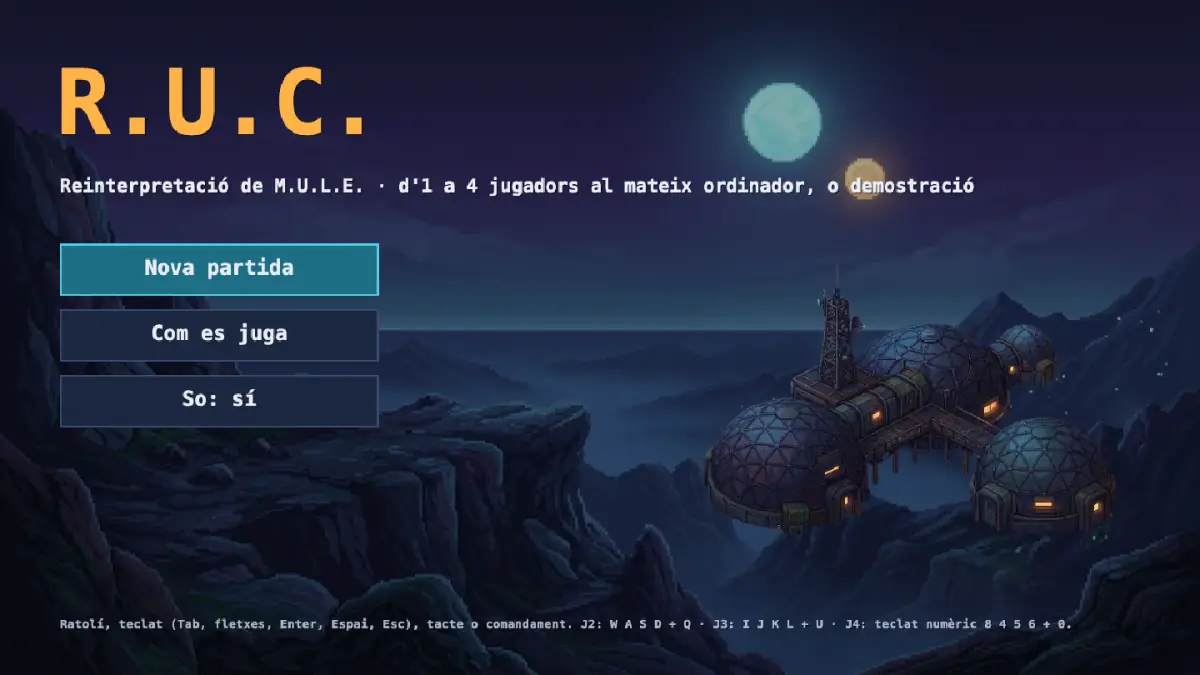 R.U.C.
Reinterpretació de M.U.L.E. · d'1 a 4 jugadors al mateix ordinador, o demostració
Nova partida
Com es juga
So: sí
Ratolí, teclat (Tab, fletxes, Enter, Espai, Esc), tacte o comandament. J2: W A S D + Q · J3: I J K L + U · J4: teclat numèric 8 4 5 6 + 0.